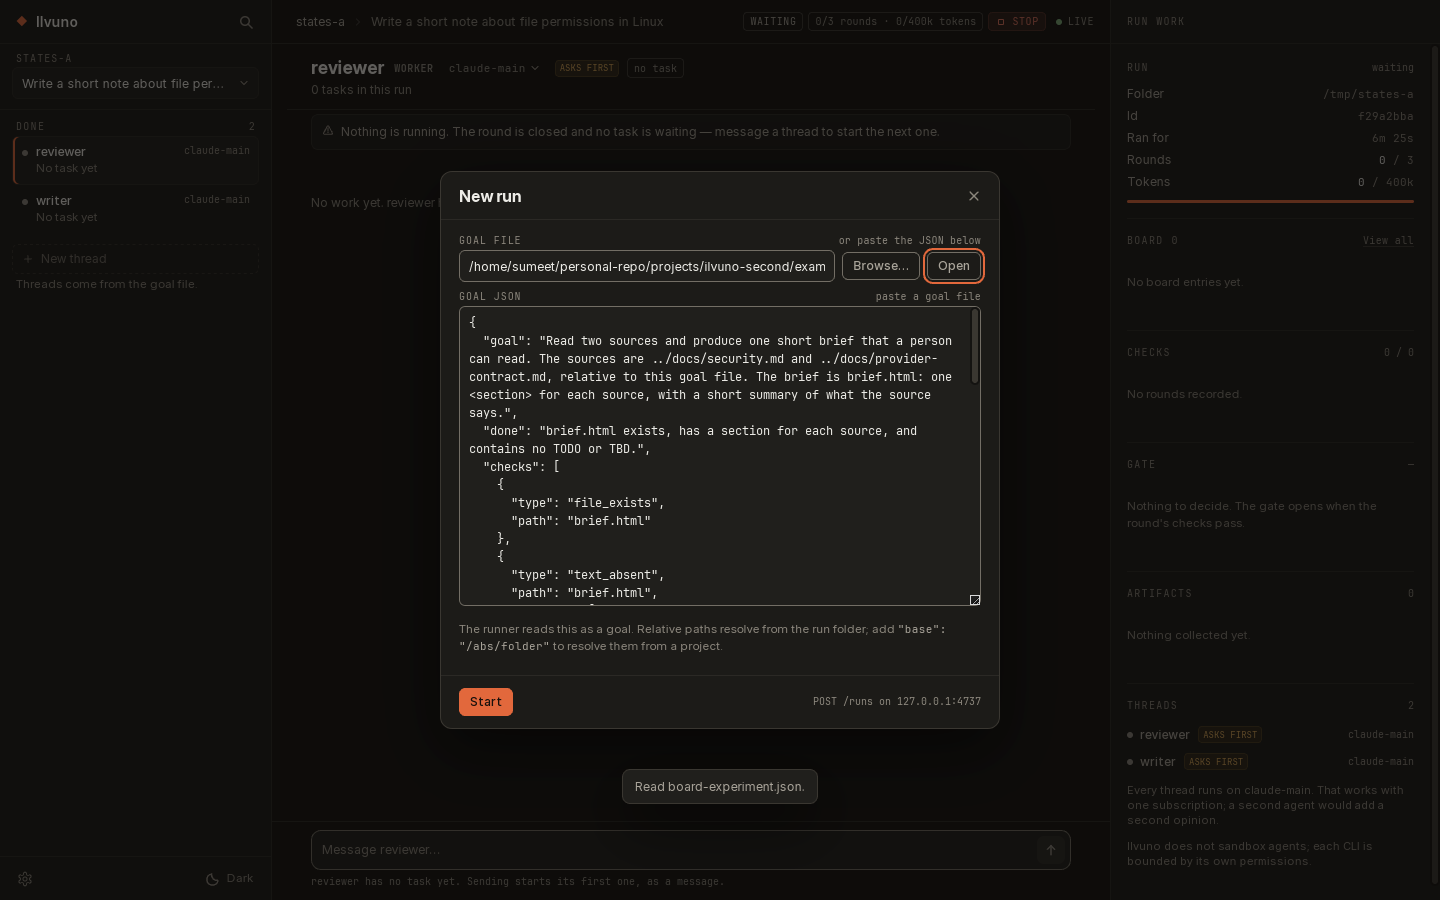 Ilvuno
STATES-A
Write a short note about file per...
DONE 2
reviewer claude-main
No task yet
writer claude-main
No task yet
+ New thread
Threads come from the goal file.
Dark
states-a > Write a short note about file permissions in Linux
WAITING 0/3 rounds · 0/400k tokens STOP LIVE
reviewer WORKER claude-main ASKS FIRST no task
0 tasks in this run
Nothing is running. The round is closed and no task is waiting — message a thread to start the next one.
No work yet. reviewer
New run
GOAL FILE or paste the JSON below
/home/sumeet/personal-repo/projects/ilvuno-second/exam Browse... Open
GOAL JSON paste a goal file
{
"goal": "Read two sources and produce one short brief that a person
can read. The sources are ../docs/security.md and ../docs/provider-
contract.md, relative to this goal file. The brief is brief.html: one
<section> for each source, with a short summary of what the source
says.",
"done": "brief.html exists, has a section for each source, and
contains no TODO or TBD.",
"checks": [
{
"type": "file_exists",
"path": "brief.html"
},
{
"type": "text_absent",
"path": "brief.html",
The runner reads this as a goal. Relative paths resolve from the run folder; add "base":
"/abs/folder" to resolve them from a project.
Start POST /runs on 127.0.0.1:4737
Read board-experiment.json.
Message reviewer...
reviewer has no task yet. Sending starts its first one, as a message.
RUN WORK
RUN waiting
Folder /tmp/states-a
Id f29a2bba
Ran for 6m 25s
Rounds 0 / 3
Tokens 0 / 400k
BOARD 0 View all
No board entries yet.
CHECKS 0 / 0
No rounds recorded.
GATE —
Nothing to decide. The gate opens when the
round's checks pass.
ARTIFACTS 0
Nothing collected yet.
THREADS 2
reviewer ASKS FIRST claude-main
writer ASKS FIRST claude-main
Every thread runs on claude-main. That works with
one subscription; a second agent would add a
second opinion.
Ilvuno does not sandbox agents; each CLI is
bounded by its own permissions.